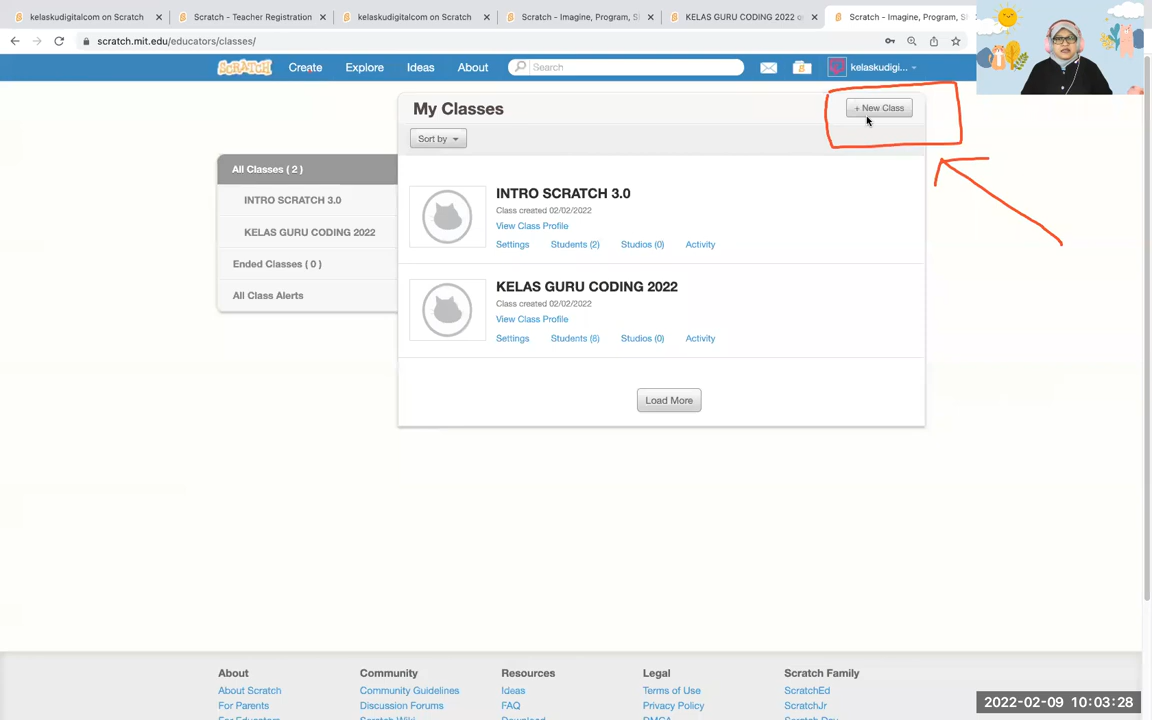 kelaskudigitalcom on Scratch
Scratch - Teacher Registration
kelaskudigitalcom on Scratch
Scratch - Imagine, Program, S
KELAS GURU CODING 2022 o
Scratch - Imagine, Program, S
scratch.mit.edu/educators/classes/
SCRATCH
Create
Explore
Ideas
About
Search
kelaskudigi...
My Classes
+ New Class
Sort by
All Classes ( 2 )
INTRO SCRATCH 3.0
KELAS GURU CODING 2022
Ended Classes ( 0 )
All Class Alerts
INTRO SCRATCH 3.0
Class created 02/02/2022
View Class Profile
Settings Students (2) Studios (0) Activity
KELAS GURU CODING 2022
Class created 02/02/2022
View Class Profile
Settings Students (6) Studios (0) Activity
Load More
About Community Resources Legal Scratch Family
About Scratch Community Guidelines Ideas Terms of Use ScratchEd
For Parents Discussion Forums FAQ Privacy Policy ScratchJr
2022-02-09 10:03:28